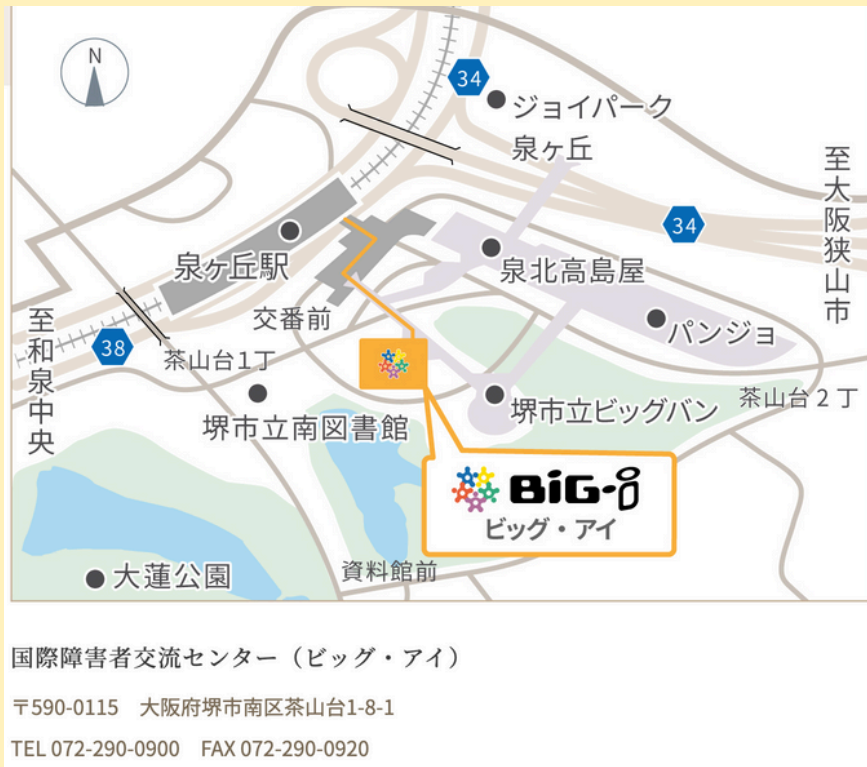 N
34
ジョイパーク
泉ヶ丘
至大阪狭山市
34
泉ヶ丘駅
泉北高島屋
交番前
パンジョ
至和泉中央
38
茶山台1丁
茶山台2丁
堺市立ビッグバン
堺市立南図書館
BiG-i
ビッグ・アイ
大蓮公園
資料館前
国際障害者交流センター（ビッグ・アイ）
〒590-0115　大阪府堺市南区茶山台1-8-1
TEL 072-290-0900　FAX 072-290-0920